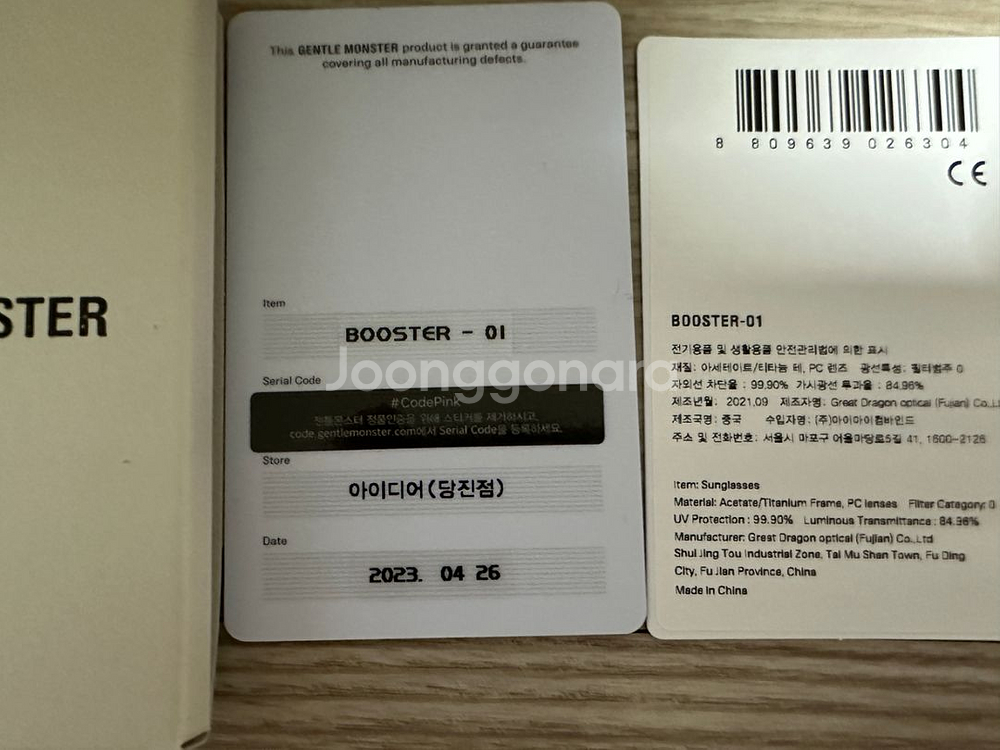 STER
This GENTLE MONSTER product is granted a guarantee
covering all manufacturing defects.
Item
BOOSTER - 01
Serial Code
#CodePink
젠틀몬스터 정품인증을 위해 스티커를 제거하시고,
code.gentlemonster.com에서 Serial Code를 등록하세요.
Store
아이디어(당진점)
Date
2023. 04 26
Joonggonara
8 809639 026304
CE
BOOSTER-01
전기용품 및 생활용품 안전관리법에 의한 표시
재질: 아세테이트/티타늄 테, PC 렌즈 광선특성: 필터범주 0
자외선 차단율 : 99.90% 가시광선 투과율 : 84.96%
제조년월: 2021.09 제조자명: Great Dragon optical (Fujian) Co.,Lt
제조국명: 중국 수입자명: (주)아이아이컴바인드
주소 및 전화번호: 서울시 마포구 어울마당로5길 41, 1600-2126
Item: Sunglasses
Material: Acetate/Titanium Frame, PC lenses Filter Category: 0
UV Protection : 99.90% Luminous Transmittance : 84.96%
Manufacturer: Great Dragon optical (Fujian) Co.,Ltd
Shui Jing Tou Industrial Zone, Tai Mu Shan Town, Fu Ding
City, Fu Jian Province, China
Made in China